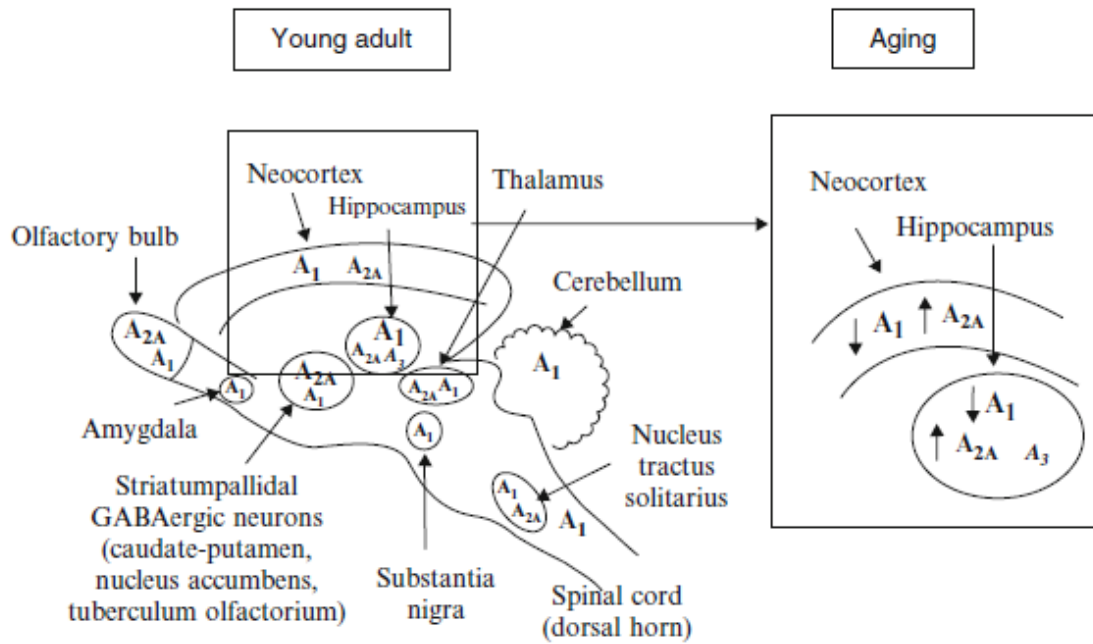 Young adult
Aging
Neocortex
Hippocampus
Thalamus
Olfactory bulb
Cerebellum
A1 A2A
A2A
A1
A1
A2A A3
A1
A2A
A1
A2A A1
A1
A1
Amygdala
Striatumpallidal
GABAergic neurons
(caudate-putamen,
nucleus accumbens,
tuberculum olfactorium)
Substantia
nigra
A1
A2A
A1
Nucleus
tractus
solitarius
Spinal cord
(dorsal horn)
Neocortex
Hippocampus
↓ A1 ↑ A2A
↓ A1
↑ A2A A3